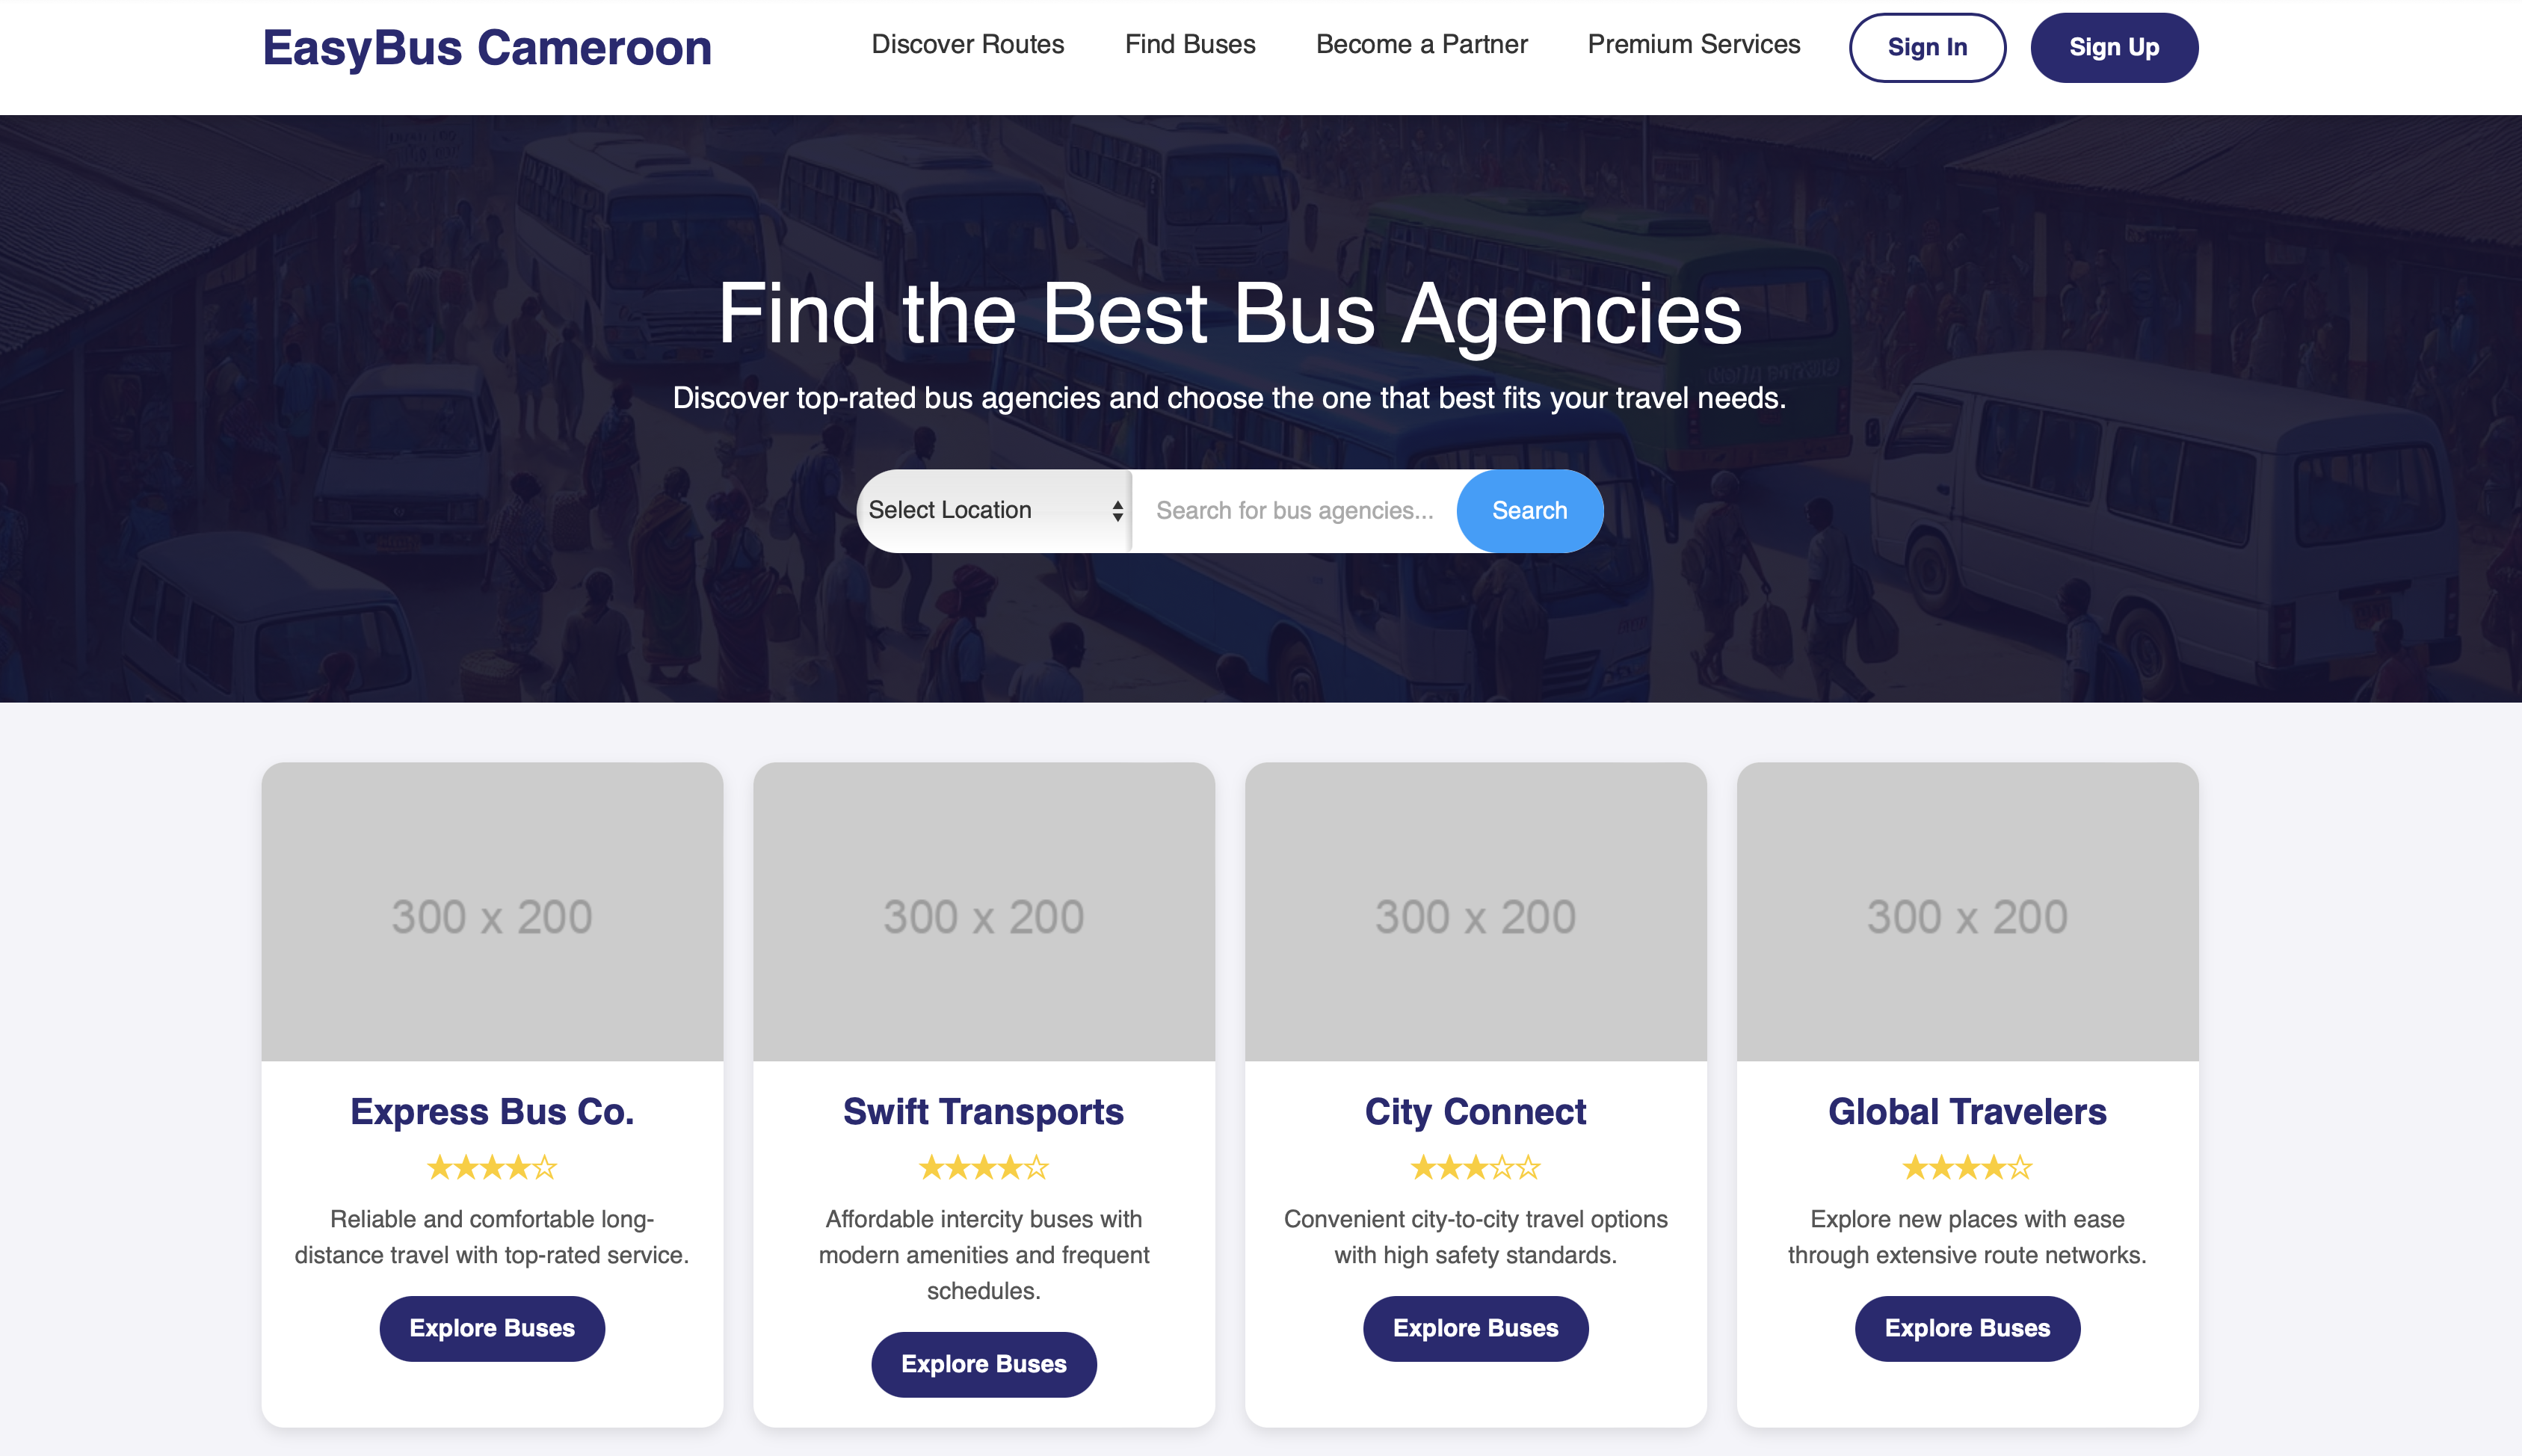 EasyBus Cameroon
Discover Routes
Find Buses
Become a Partner
Premium Services
Sign In
Sign Up
Find the Best Bus Agencies
Discover top-rated bus agencies and choose the one that best fits your travel needs.
Select Location
Search for bus agencies...
Search
300 x 200
300 x 200
300 x 200
300 x 200
Express Bus Co.
Reliable and comfortable long-
distance travel with top-rated service.
Explore Buses
Swift Transports
Affordable intercity buses with
modern amenities and frequent
schedules.
Explore Buses
City Connect
Convenient city-to-city travel options
with high safety standards.
Explore Buses
Global Travelers
Explore new places with ease
through extensive route networks.
Explore Buses